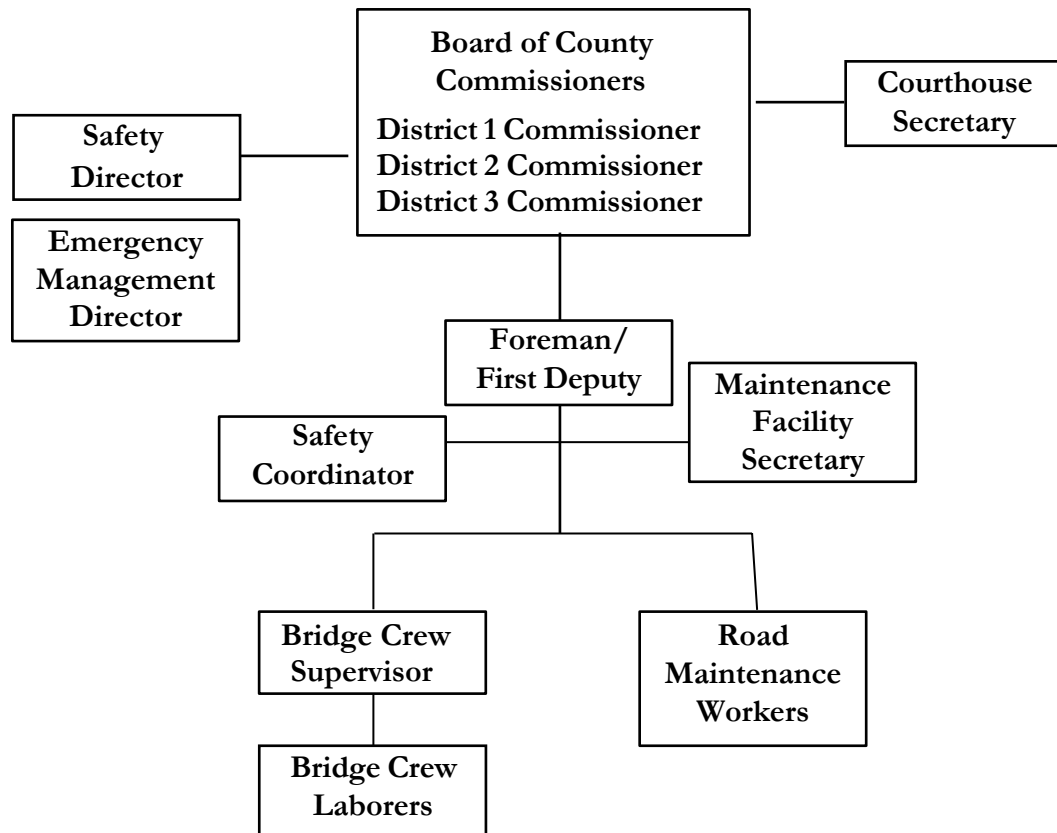 Board of County
Commissioners
District 1 Commissioner
District 2 Commissioner
District 3 Commissioner
Courthouse
Secretary
Safety
Director
Emergency
Management
Director
Foreman/
First Deputy
Maintenance
Facility
Secretary
Safety
Coordinator
Bridge Crew
Supervisor
Road
Maintenance
Workers
Bridge Crew
Laborers